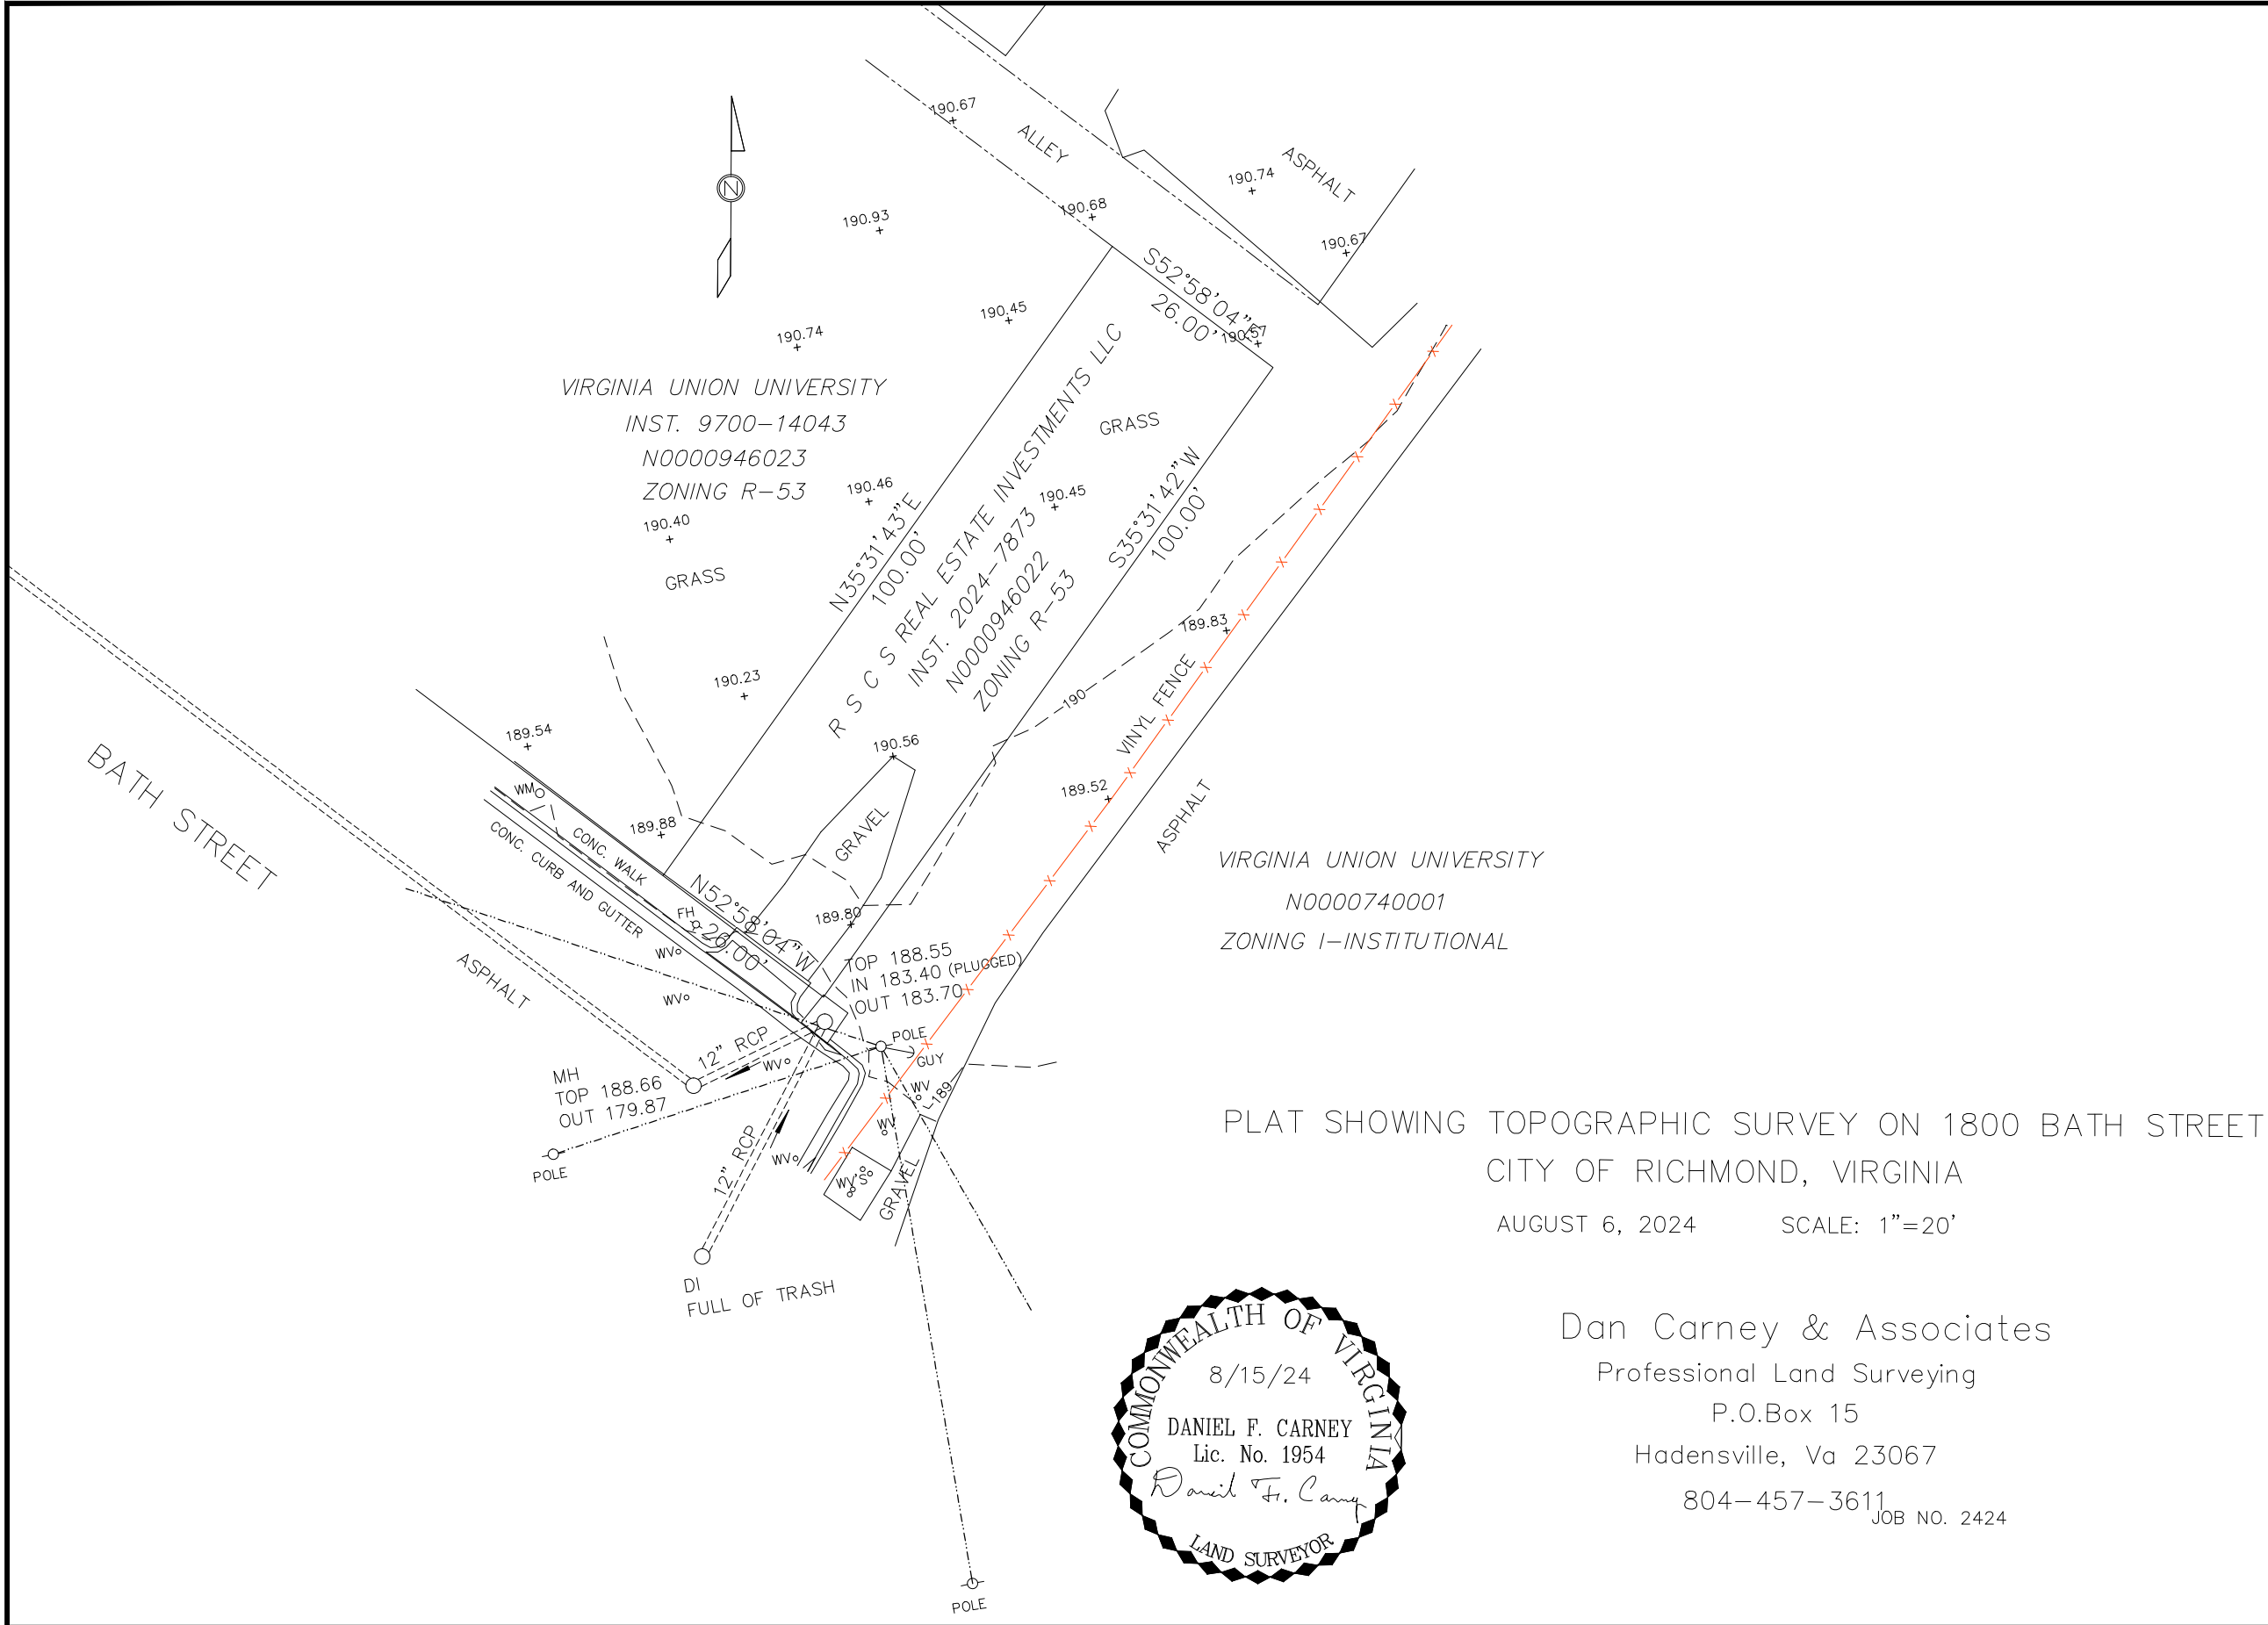 190.67
ALLEY
ASPHALT
190.74
190.67
190.68
190.93
N
S52°58'04"E
26.00'
190.57
190.45
190.74
VIRGINIA UNION UNIVERSITY
INST. 9700-14043
N0000946023
ZONING R-53
190.46
190.40
GRASS
N35°31'43"E
100.00'
R S C S REAL ESTATE INVESTMENTS LLC
INST. 2024-7873
N0000946022
ZONING R-53
GRASS
190.45
S35°31'42"W
100.00'
189.83
190
VINYL FENCE
189.52
ASPHALT
190.23
189.54
190.56
GRAVEL
189.88
189.80
BATH STREET
WM
CONC. WALK
CONC. CURB AND GUTTER
FH
N52°58'04"W
26.00'
WV
WV
ASPHALT
TOP 188.55
IN 183.40 (PLUGGED)
OUT 183.70
POLE
GUY
WV
189
WV
12" RCP
WV
MH
TOP 188.66
OUT 179.87
POLE
12" RCP
WV
WV'S
GRAVEL
DI
FULL OF TRASH
POLE
VIRGINIA UNION UNIVERSITY
N0000740001
ZONING I-INSTITUTIONAL
PLAT SHOWING TOPOGRAPHIC SURVEY ON 1800 BATH STREET
CITY OF RICHMOND, VIRGINIA
AUGUST 6, 2024 SCALE: 1"=20'
COMMONWEALTH OF VIRGINIA
8/15/24
DANIEL F. CARNEY
Lic. No. 1954
Daniel F. Carney
LAND SURVEYOR
Dan Carney & Associates
Professional Land Surveying
P.O.Box 15
Hadensville, Va 23067
804-457-3611
JOB NO. 2424